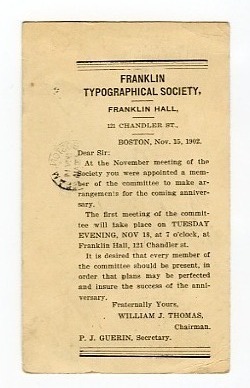 FRANKLIN
TYPOGRAPHICAL SOCIETY,
FRANKLIN HALL,
121 CHANDLER ST.,
BOSTON, Nov. 15, 1902.
Dear Sir:
At the November meeting of the
Society you were appointed a mem-
ber of the committee to make ar-
rangements for the coming anniver-
sary.
The first meeting of the commit-
tee will take place on TUESDAY
EVENING, NOV 18, at 7 o'clock, at
Franklin Hall, 121 Chandler st.
It is desired that every member
of the committee should be present, in
order that plans may be perfected
and insure the success of the anni-
versary.
Fraternally Yours,
WILLIAM J. THOMAS,
Chairman.
P. J. GUERIN, Secretary.